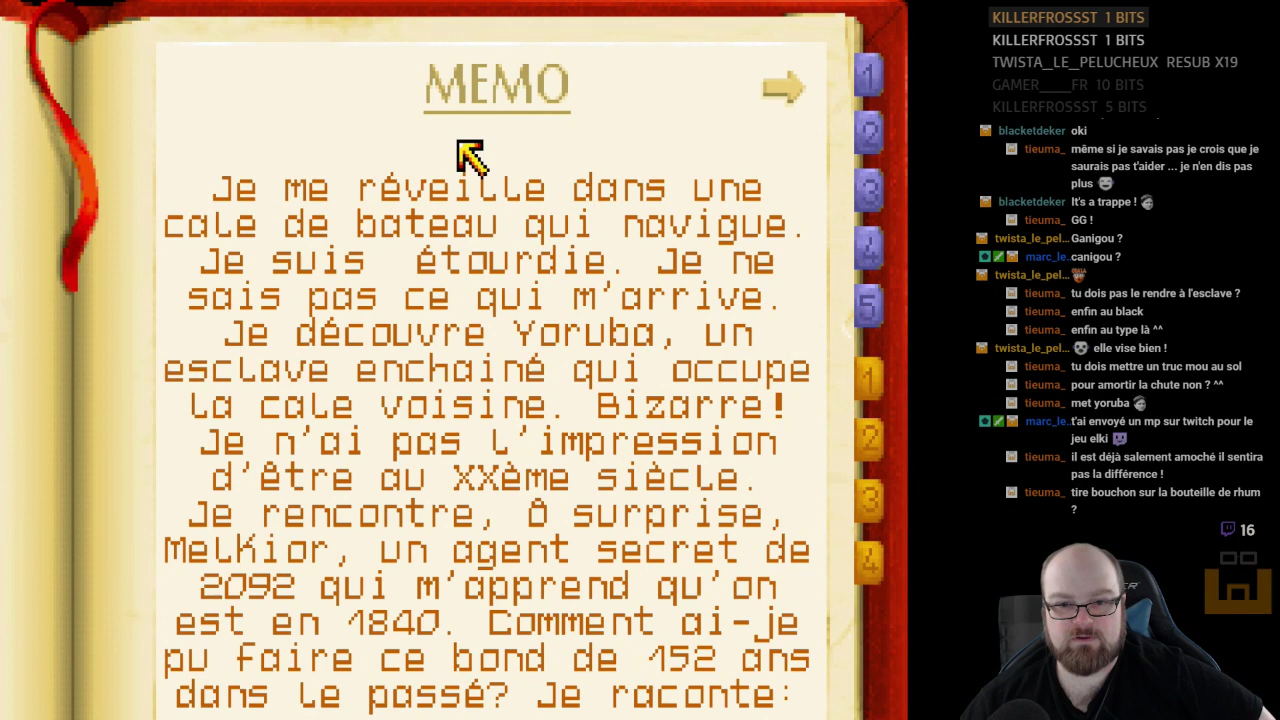 MEMO
Je me réveille dans une
cale de bateau qui navigue.
Je suis étourdie. Je ne
sais pas ce qui m'arrive.
Je découvre Yoruba, un
esclave enchainé qui occupe
la cale voisine. Bizarre!
Je n'ai pas l'impression
d'être au XXème siècle.
Je rencontre, ô surprise,
Melkior, un agent secret de
2092 qui m'apprend qu'on
est en 1840. Comment ai-je
pu faire ce bond de 152 ans
dans le passé? Je raconte:
1
2
3
4
5
1
2
3
4
KILLERFROSSST 1 BITS
KILLERFROSSST 1 BITS
TWISTA_LE_PELUCHEUX RESUB X19
GAMER____FR 10 BITS
KILLERFROSSST 5 BITS
blacketdeker oki
tieuma_ même si je savais pas je crois que je
saurais pas t'aider ... je n'en dis pas
plus
blacketdeker It's a trappe !
tieuma_ GG !
twista_le_pel... Ganigou ?
marc_le... canigou ?
twista_le_pel...
tieuma_ tu dois pas le rendre à l'esclave ?
tieuma_ enfin au black
tieuma_ enfin au type là ^^
twista_le_pel... elle vise bien !
tieuma_ tu dois mettre un truc mou au sol
tieuma_ pour amortir la chute non ? ^^
tieuma_ met yoruba
marc_le... t'ai envoyé un mp sur twitch pour le
jeu elki
tieuma_ il est déjà salement amoché il sentira
pas la différence !
tieuma_ tire bouchon sur la bouteille de rhum
?
16